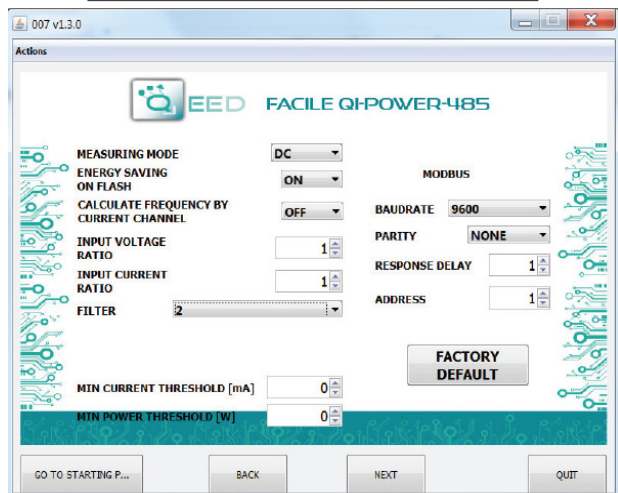 007 v1.3.0
Actions
QEED FACILE QI-POWER-485
MEASURING MODE DC
ENERGY SAVING
ON FLASH ON
CALCULATE FREQUENCY BY
CURRENT CHANNEL OFF
INPUT VOLTAGE
RATIO 1
INPUT CURRENT
RATIO 1
FILTER 2
MIN CURRENT THRESHOLD [mA] 0
MIN POWER THRESHOLD [W] 0
MODBUS
BAUDRATE 9600
PARITY NONE
RESPONSE DELAY 1
ADDRESS 1
FACTORY
DEFAULT
GO TO STARTING P... BACK NEXT QUIT